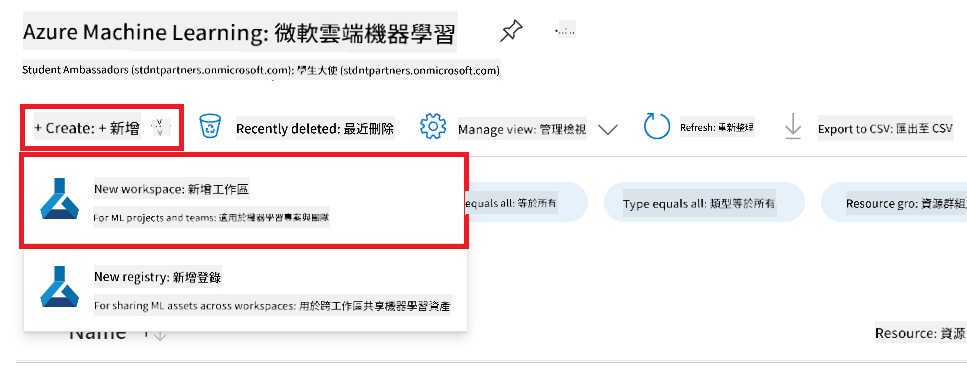 Azure Machine Learning: 微軟雲端機器學習
Student Ambassadors (stdntpartners.onmicrosoft.com): 學生大使 (stdntpartners.onmicrosoft.com)
+ Create: + 新增
Recently deleted: 最近刪除
Manage view: 管理檢視
Refresh: 重新整理
Export to CSV: 匯出至 CSV
New workspace: 新增工作區
For ML projects and teams: 適用於機器學習專案與團隊
equals all: 等於所有
Type equals all: 類型等於所有
Resource gro: 資源群組
New registry: 新增登錄
For sharing ML assets across workspaces: 用於跨工作區共享機器學習資產
Name
Resource: 資源